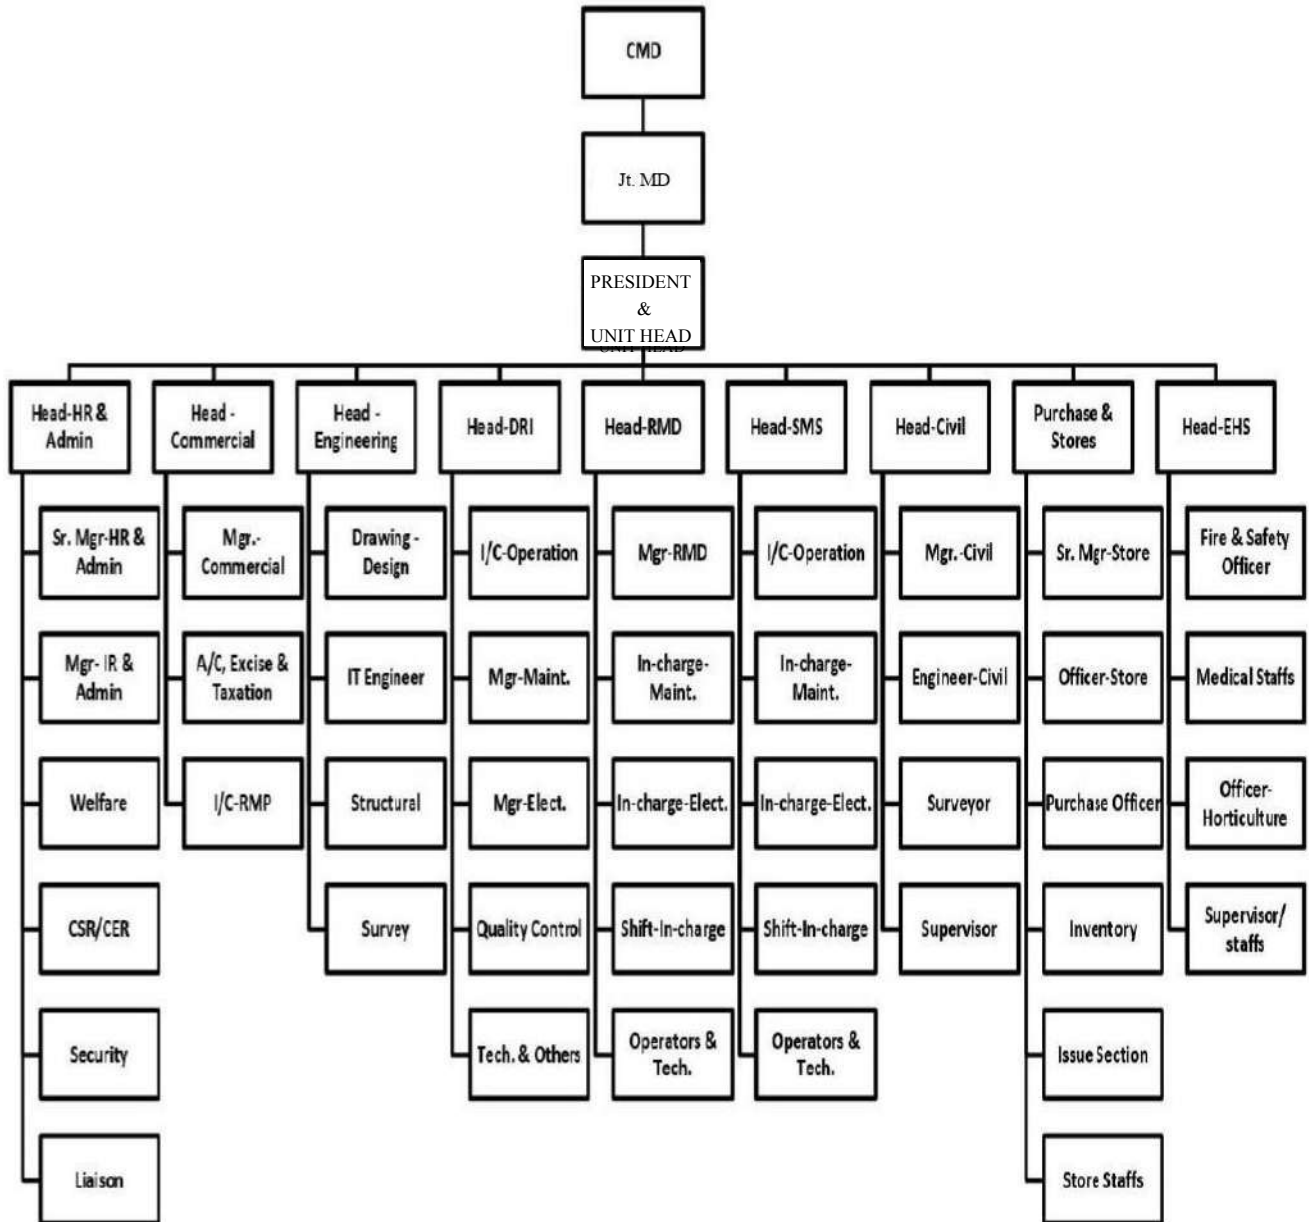 CMD
Jt. MD
PRESIDENT
&
UNIT HEAD
UNIT HEAD
Head-HR &
Admin
Head -
Commercial
Head -
Engineering
Head-DRI
Head-RMD
Head-SMS
Head-Civil
Purchase &
Stores
Head-EHS
Sr. Mgr-HR &
Admin
Mgr.-
Commercial
Drawing -
Design
I/C-Operation
Mgr-RMD
I/C-Operation
Mgr.-Civil
Sr. Mgr-Store
Fire & Safety
Officer
Mgr- IR &
Admin
A/C, Excise &
Taxation
IT Engineer
Mgr-Maint.
In-charge-
Maint.
In-charge-
Maint.
Engineer-Civil
Officer-Store
Medical Staffs
Welfare
I/C-RMP
Structural
Mgr-Elect.
In-charge-Elect.
In-charge-Elect.
Surveyor
Purchase Officer
Officer-
Horticulture
CSR/CER
Survey
Quality Control
Shift-In-charge
Shift-In-charge
Supervisor
Inventory
Supervisor/
staffs
Security
Tech. & Others
Operators &
Tech.
Operators &
Tech.
Issue Section
Liaison
Store Staffs